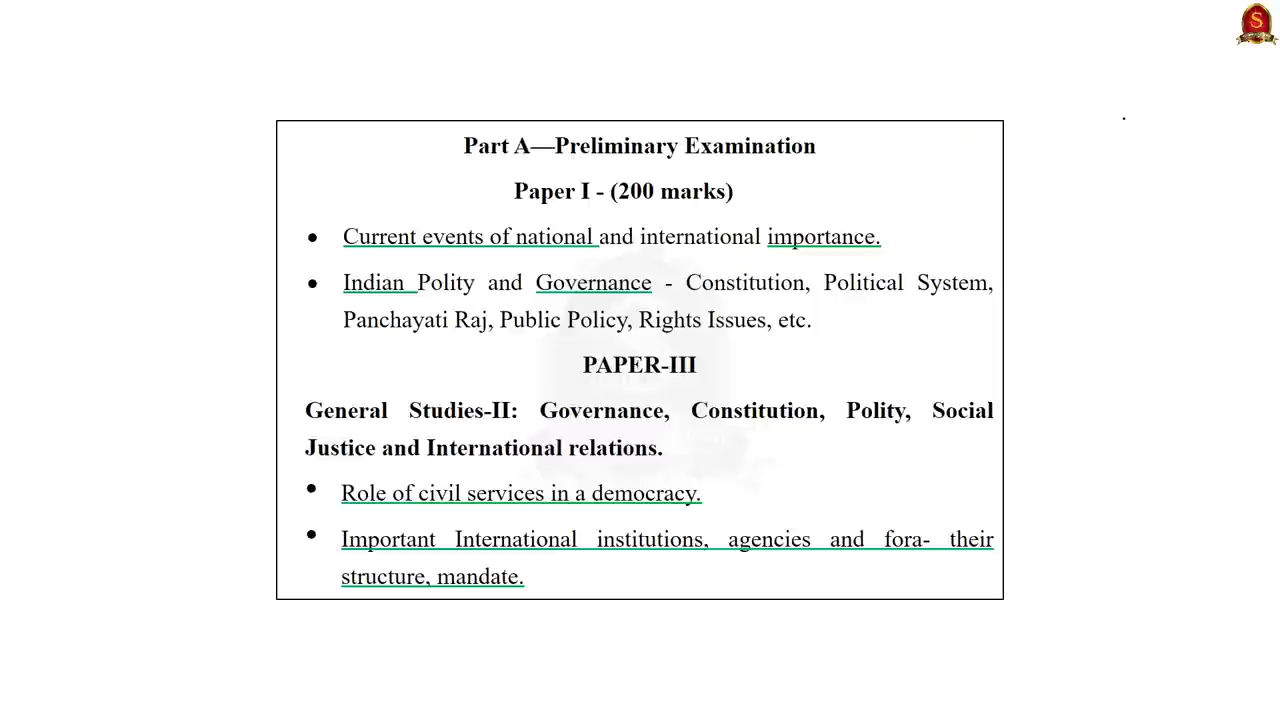 S
Part A—Preliminary Examination
Paper I - (200 marks)
• Current events of national and international importance.
• Indian Polity and Governance - Constitution, Political System,
Panchayati Raj, Public Policy, Rights Issues, etc.
PAPER-III
General Studies-II: Governance, Constitution, Polity, Social
Justice and International relations.
• Role of civil services in a democracy.
• Important International institutions, agencies and fora- their
structure, mandate.